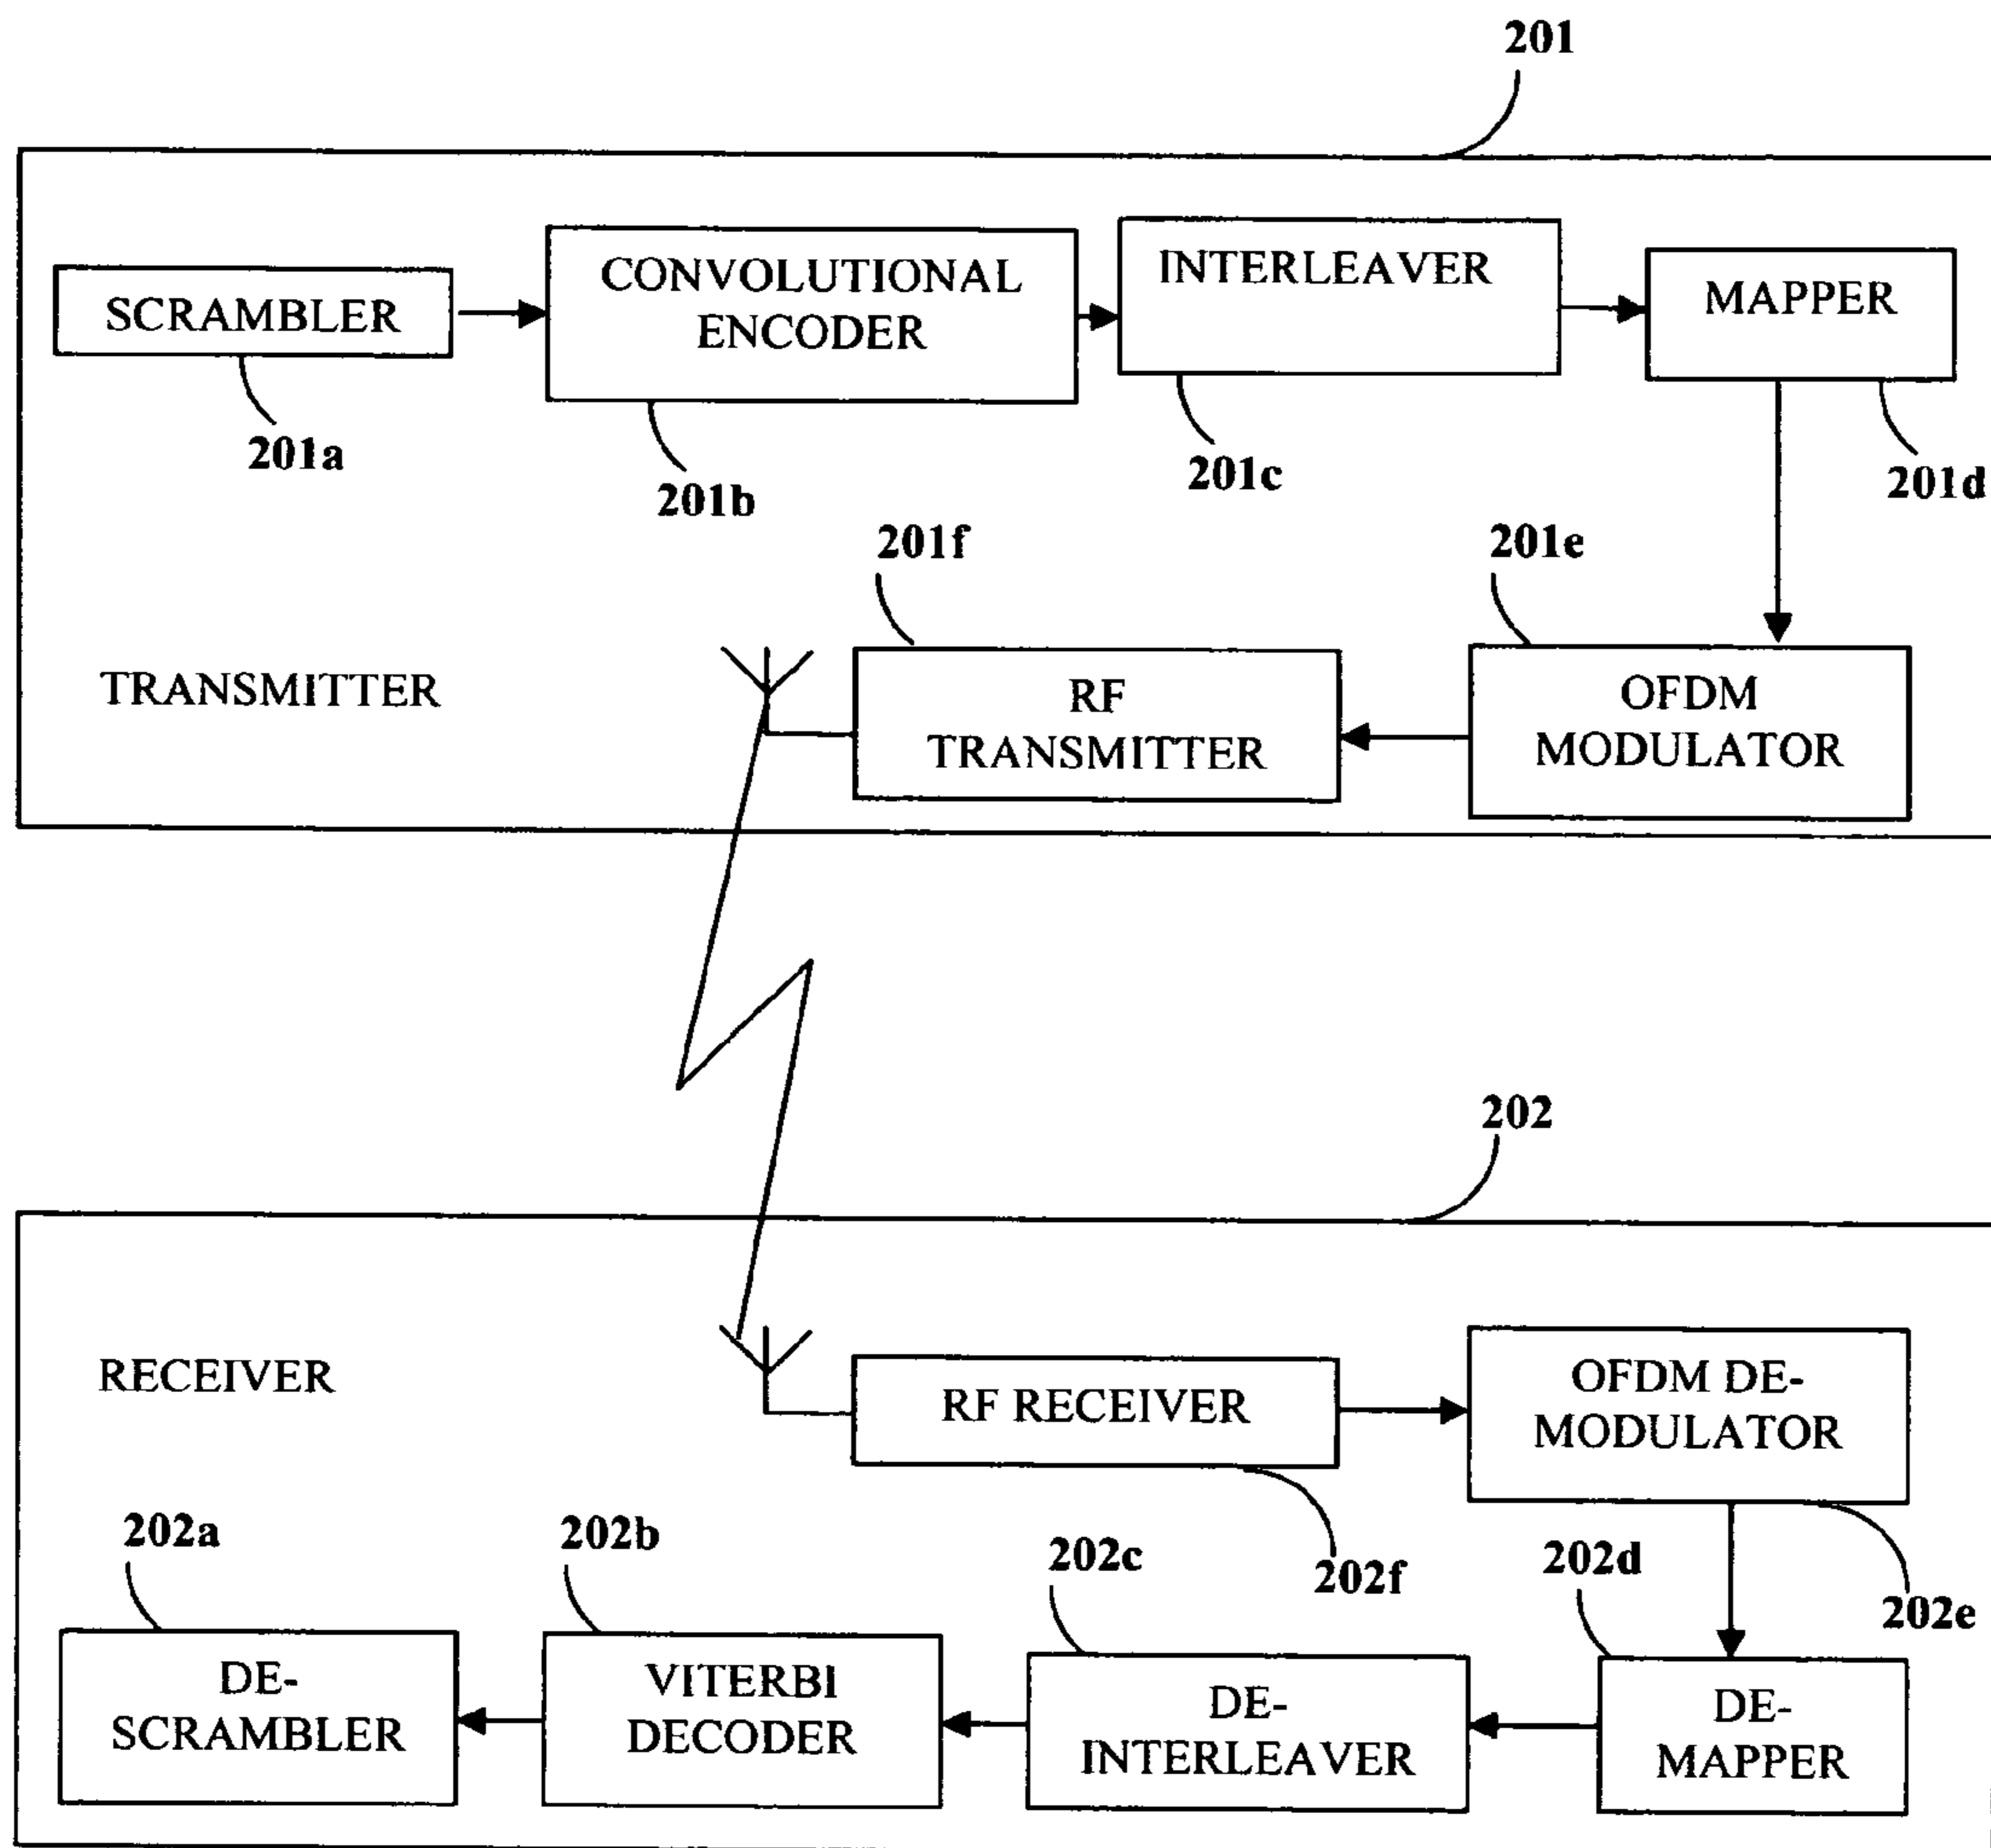 201
SCRAMBLER
CONVOLUTIONAL
ENCODER
INTERLEAVER
MAPPER
201a
201b
201c
201d
201f
201e
TRANSMITTER
RF
TRANSMITTER
OFDM
MODULATOR
202
RECEIVER
RF RECEIVER
OFDM DE-
MODULATOR
202a
202b
202c
202f
202d
202e
DE-
SCRAMBLER
VITERBI
DECODER
DE-
INTERLEAVER
DE-
MAPPER